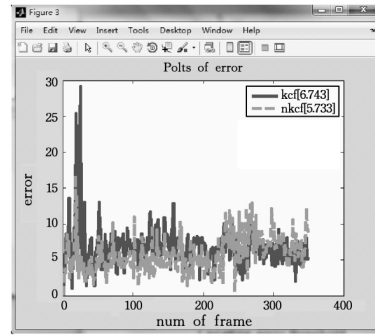 Figure 3
File Edit View Insert Tools Desktop Window Help
Polts of error
kcf[6.743]
nkcf[5.733]
error
30
25
20
15
10
5
0
0 100 200 300 400
num of frame